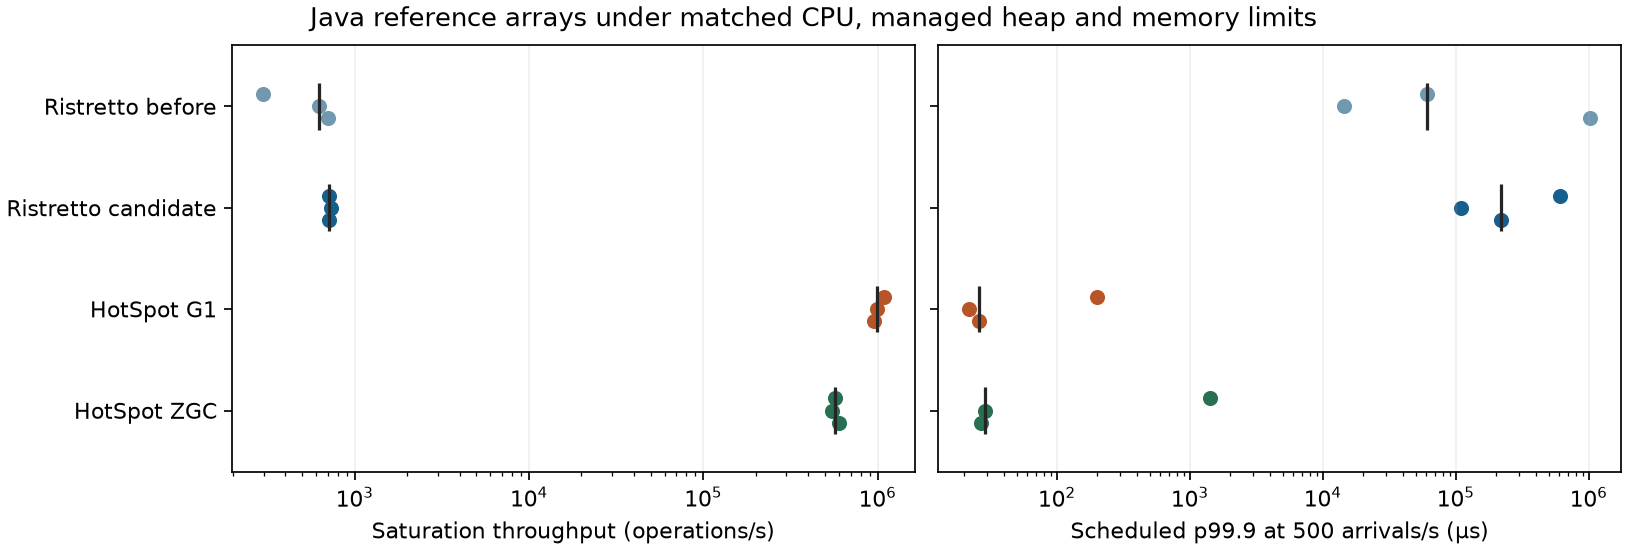 Java reference arrays under matched CPU, managed heap and memory limits
Ristretto before
Ristretto candidate
HotSpot G1
HotSpot ZGC
10³ 10⁴ 10⁵ 10⁶
Saturation throughput (operations/s)
10² 10³ 10⁴ 10⁵ 10⁶
Scheduled p99.9 at 500 arrivals/s (µs)